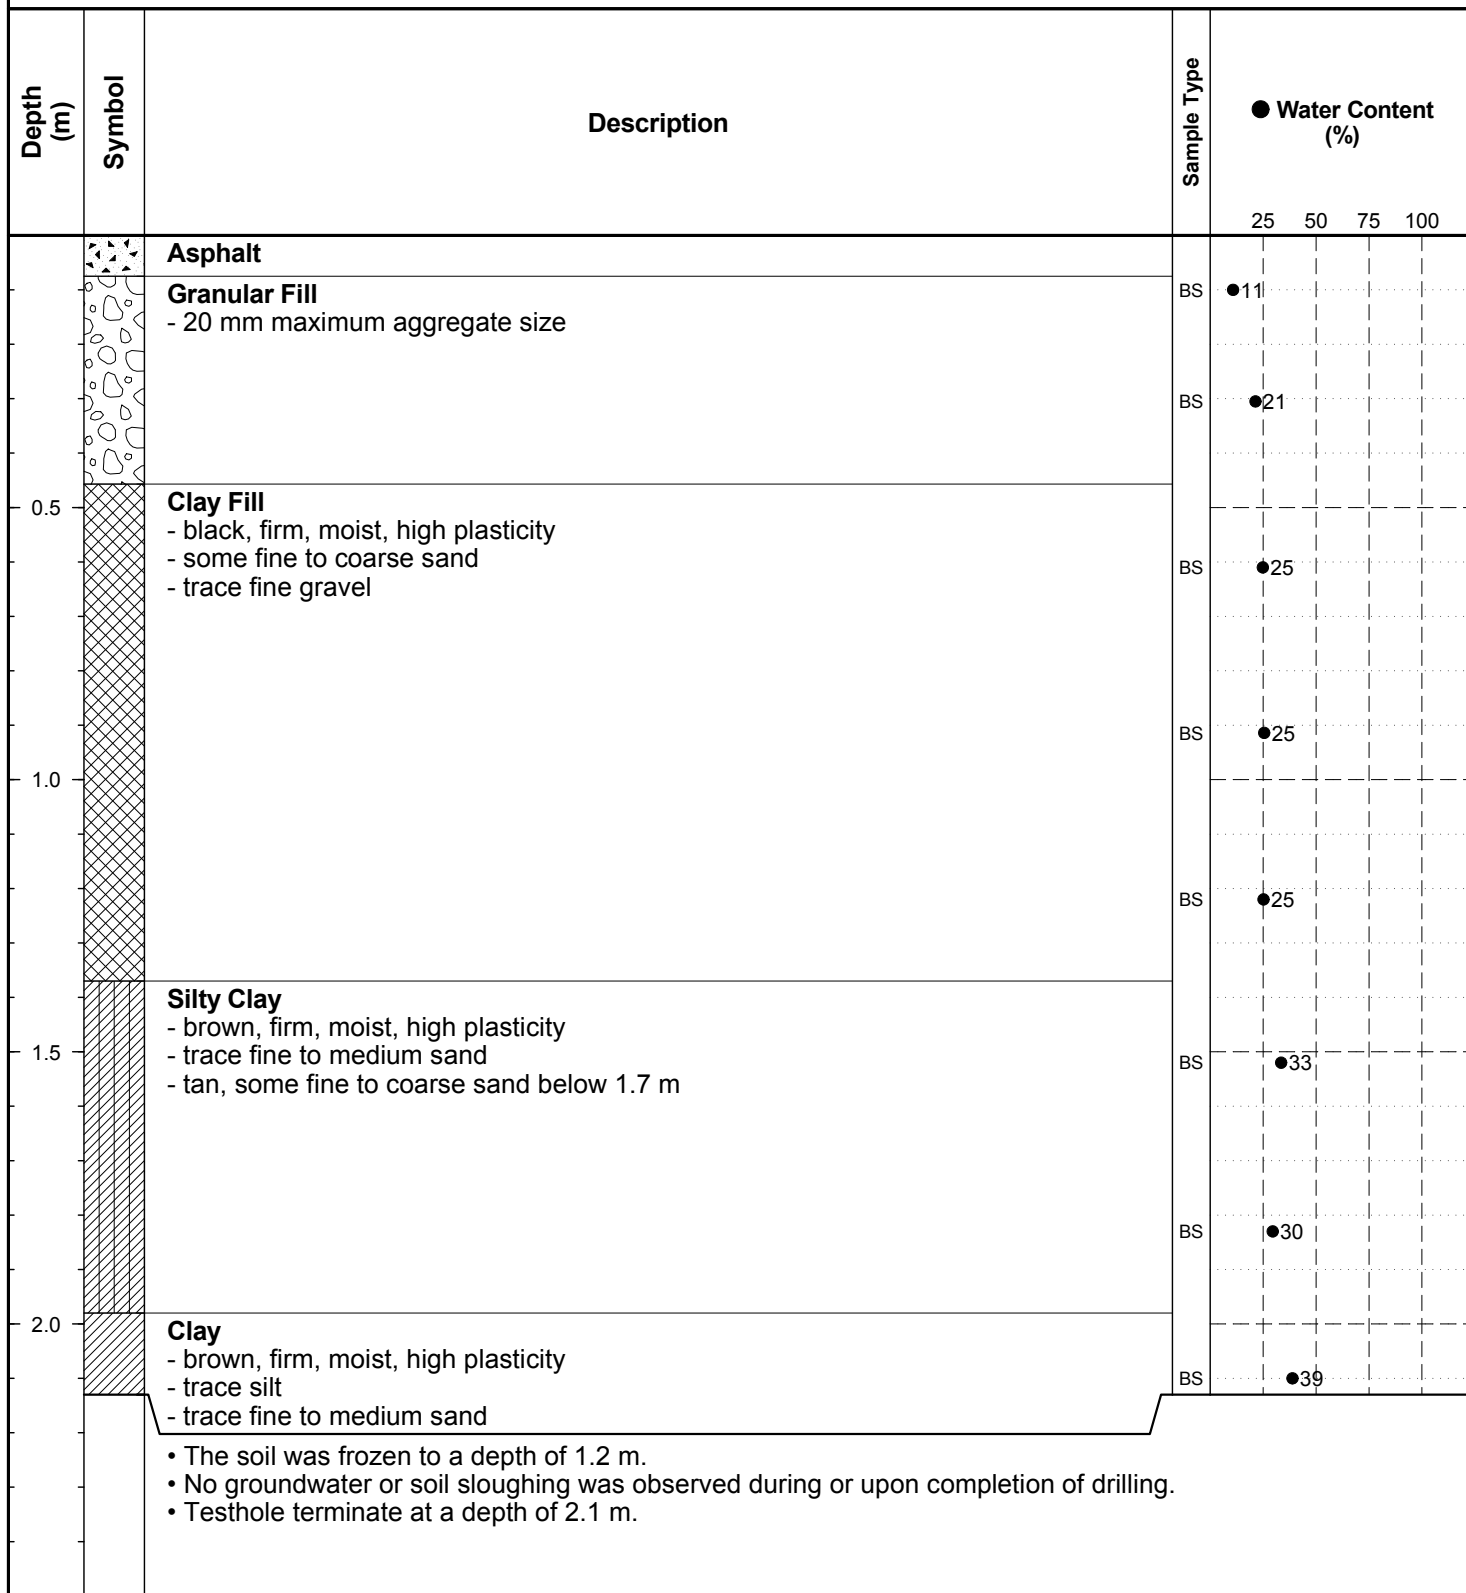 Depth
(m)
Symbol
Description
Sample Type
Water Content
(%)
25 50 75 100
Asphalt
Granular Fill
BS 11
- 20 mm maximum aggregate size
BS 21
Clay Fill
0.5
- black, firm, moist, high plasticity
- some fine to coarse sand
BS 25
- trace fine gravel
BS 25
1.0
BS 25
Silty Clay
- brown, firm, moist, high plasticity
1.5
- trace fine to medium sand
BS 33
- tan, some fine to coarse sand below 1.7 m
BS 30
2.0
Clay
- brown, firm, moist, high plasticity
BS 39
- trace silt
- trace fine to medium sand
• The soil was frozen to a depth of 1.2 m.
• No groundwater or soil sloughing was observed during or upon completion of drilling.
• Testhole terminate at a depth of 2.1 m.